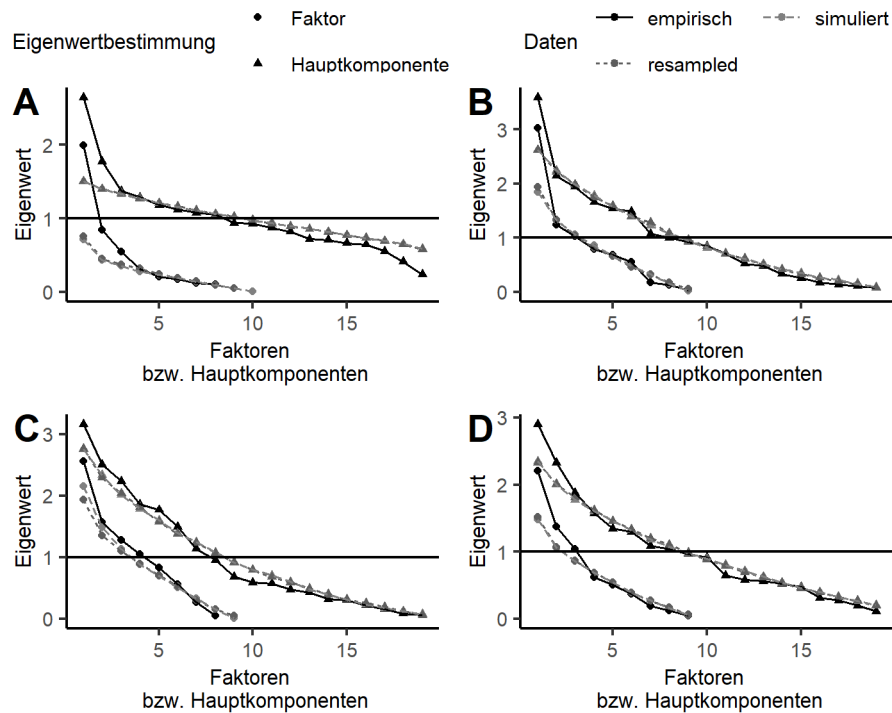 Eigenwertbestimmung
Faktor
Hauptkomponente
Daten
empirisch
simuliert
resampled
A
Eigenwert
2
1
0
5
10
15
Faktoren
bzw. Hauptkomponenten
B
Eigenwert
3
2
1
0
5
10
15
Faktoren
bzw. Hauptkomponenten
C
Eigenwert
3
2
1
0
5
10
15
Faktoren
bzw. Hauptkomponenten
D
Eigenwert
3
2
1
0
5
10
15
Faktoren
bzw. Hauptkomponenten